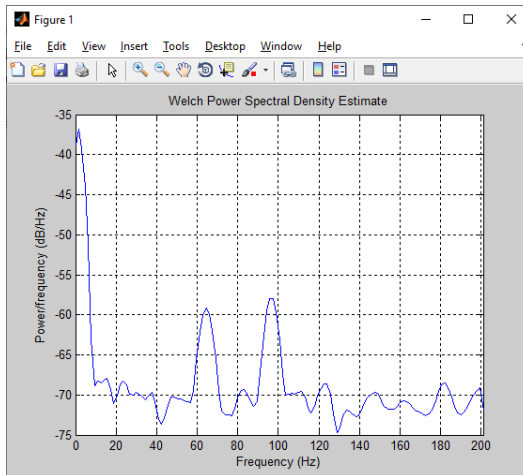 Figure 1
File Edit View Insert Tools Desktop Window Help
Welch Power Spectral Density Estimate
-35
-40
-45
-50
-55
-60
-65
-70
-75
Power/frequency (dB/Hz)
0 20 40 60 80 100 120 140 160 180 200
Frequency (Hz)